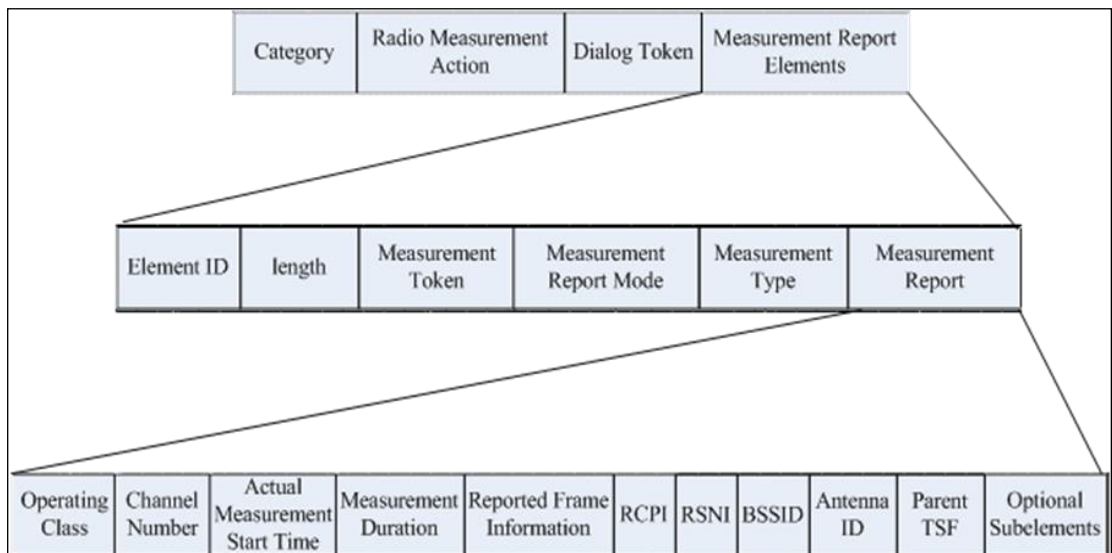 Category
Radio Measurement
Action
Dialog Token
Measurement Report
Elements
Element ID
length
Measurement
Token
Measurement
Report Mode
Measurement
Type
Measurement
Report
Operating
Class
Channel
Number
Actual
Measurement
Start Time
Measurement
Duration
Reported Frame
Information
RCPI
RSNI
BSSID
Antenna
ID
Parent
TSF
Optional
Subelements